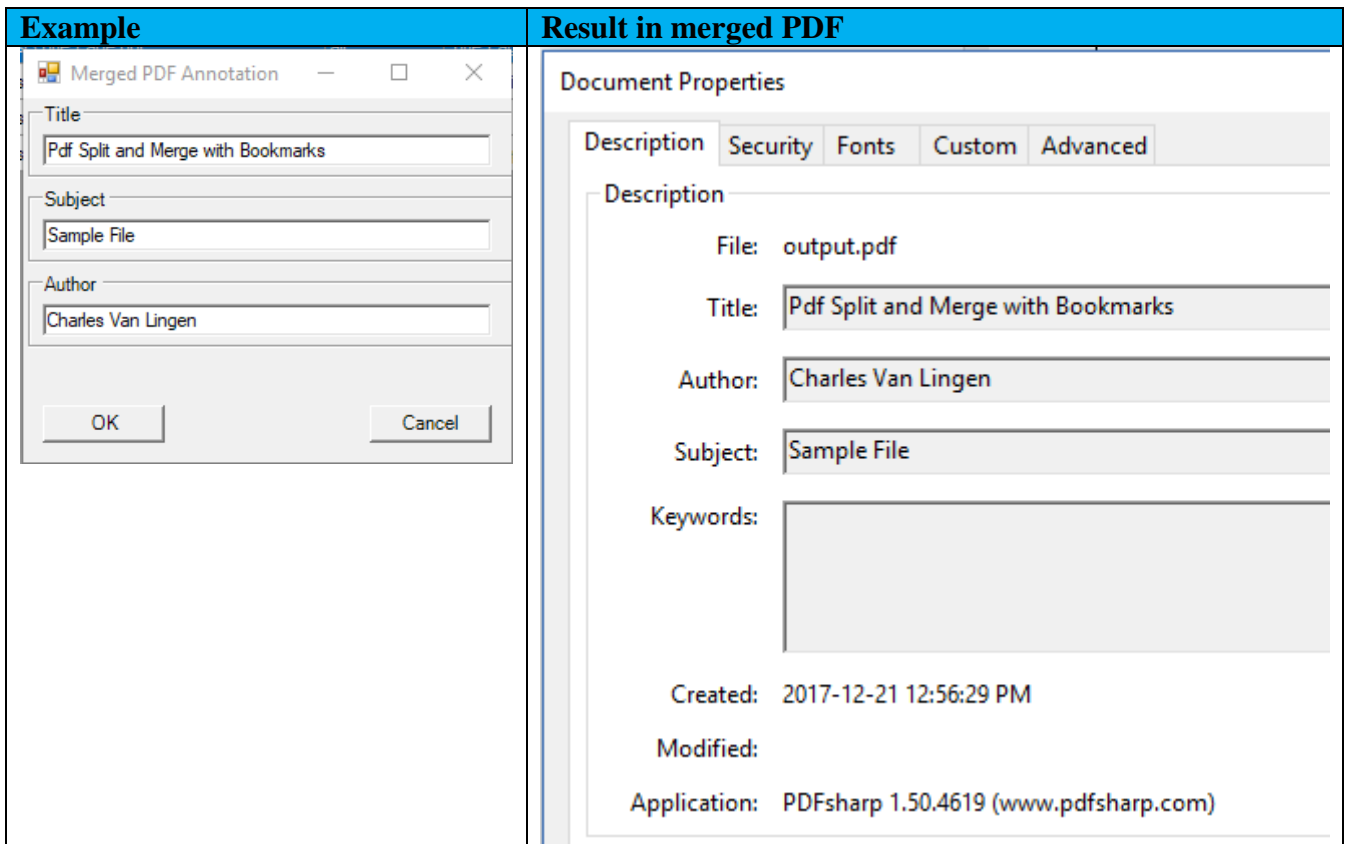 Example
Result in merged PDF
Merged PDF Annotation
Title
Pdf Split and Merge with Bookmarks
Subject
Sample File
Author
Charles Van Lingen
OK Cancel
Document Properties
Description Security Fonts Custom Advanced
Description
File: output.pdf
Title: Pdf Split and Merge with Bookmarks
Author: Charles Van Lingen
Subject: Sample File
Keywords:
Created: 2017-12-21 12:56:29 PM
Modified:
Application: PDFsharp 1.50.4619 (www.pdfsharp.com)